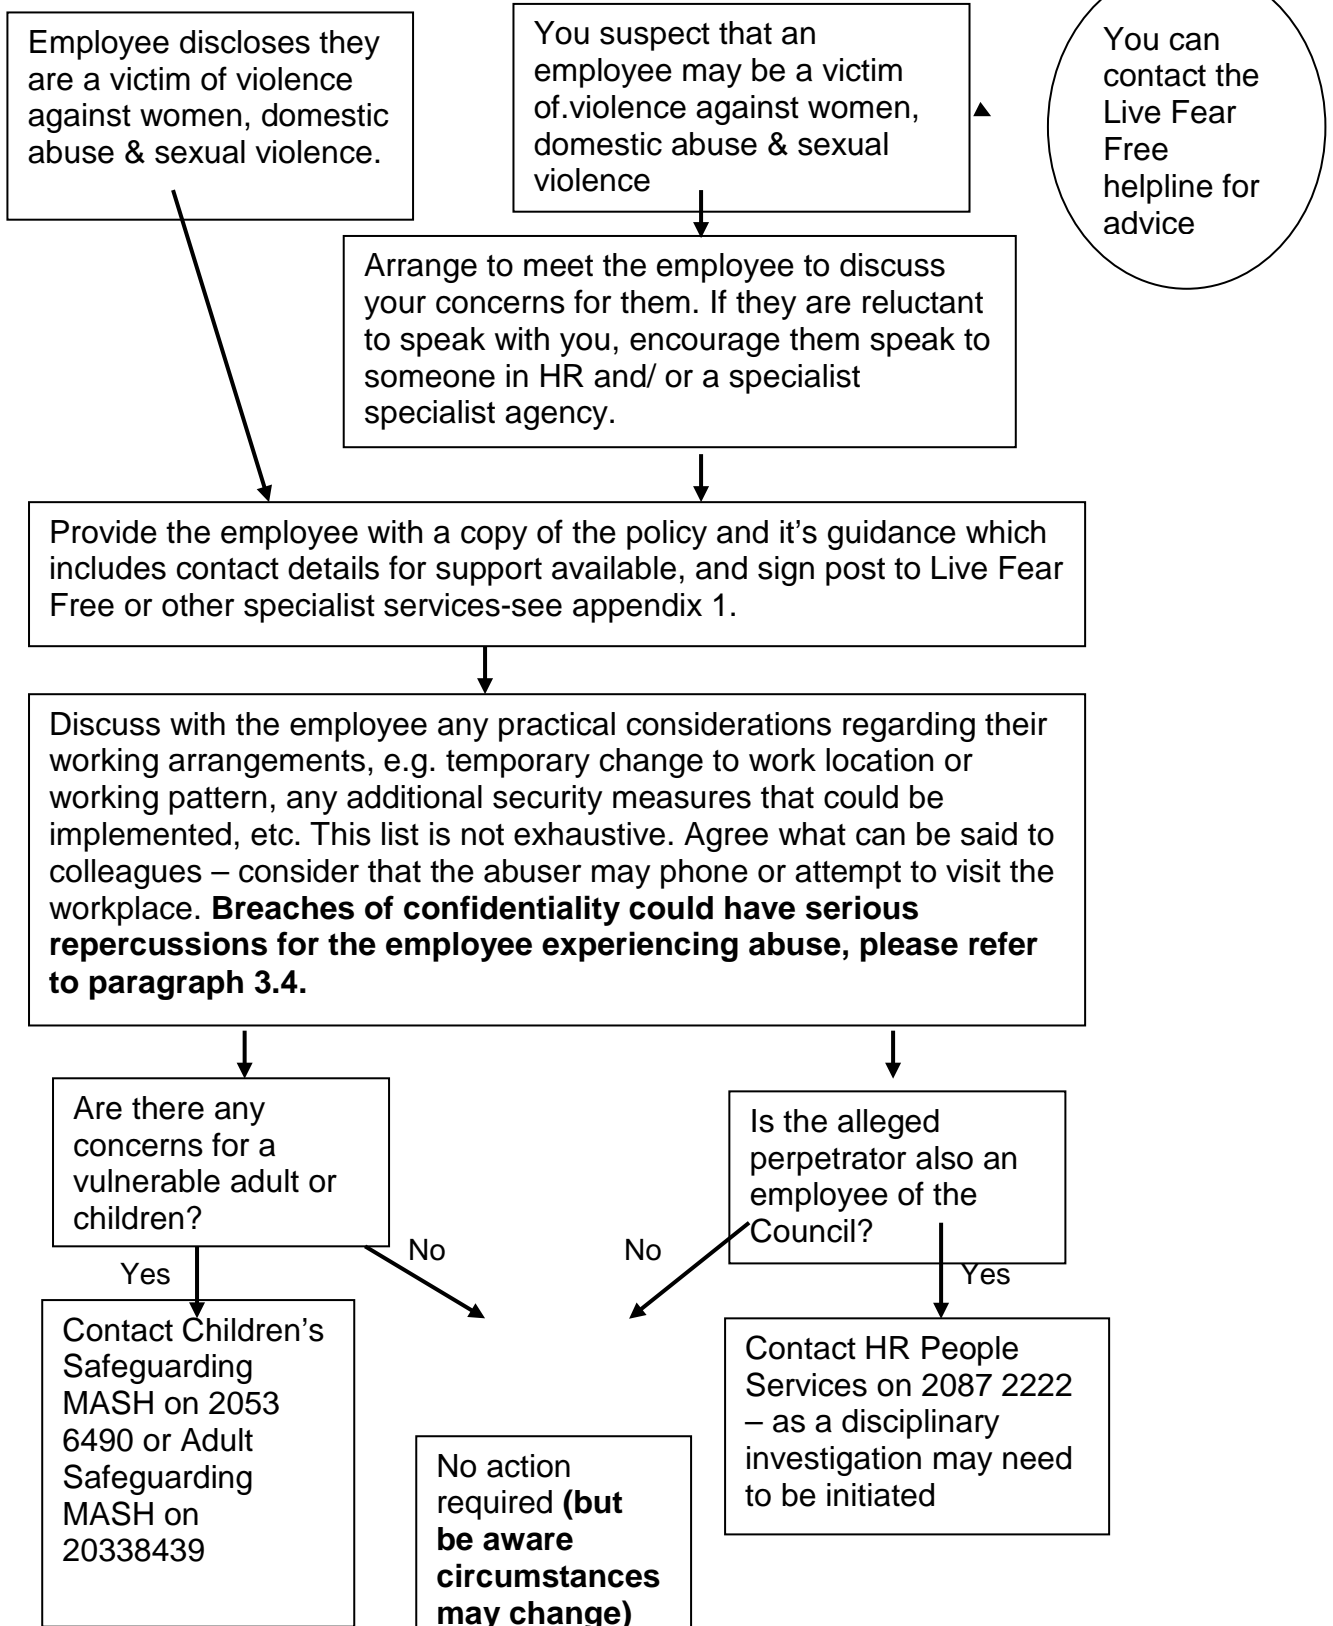 Employee discloses they
are a victim of violence
against women, domestic
abuse & sexual violence.
You suspect that an
employee may be a victim
of.violence against women,
domestic abuse & sexual
violence
You can
contact the
Live Fear
Free
helpline for
advice
Arrange to meet the employee to discuss
your concerns for them. If they are reluctant
to speak with you, encourage them speak to
someone in HR and/ or a specialist
specialist agency.
Provide the employee with a copy of the policy and it’s guidance which
includes contact details for support available, and sign post to Live Fear
Free or other specialist services-see appendix 1.
Discuss with the employee any practical considerations regarding their
working arrangements, e.g. temporary change to work location or
working pattern, any additional security measures that could be
implemented, etc. This list is not exhaustive. Agree what can be said to
colleagues – consider that the abuser may phone or attempt to visit the
workplace. Breaches of confidentiality could have serious
repercussions for the employee experiencing abuse, please refer
to paragraph 3.4.
Are there any
concerns for a
vulnerable adult or
children?
Is the alleged
perpetrator also an
employee of the
Council?
No
No
Yes
Yes
Contact Children’s
Safeguarding
MASH on 2053
6490 or Adult
Safeguarding
MASH on
20338439
No action
required (but
be aware
circumstances
may change)
Contact HR People
Services on 2087 2222
– as a disciplinary
investigation may need
to be initiated